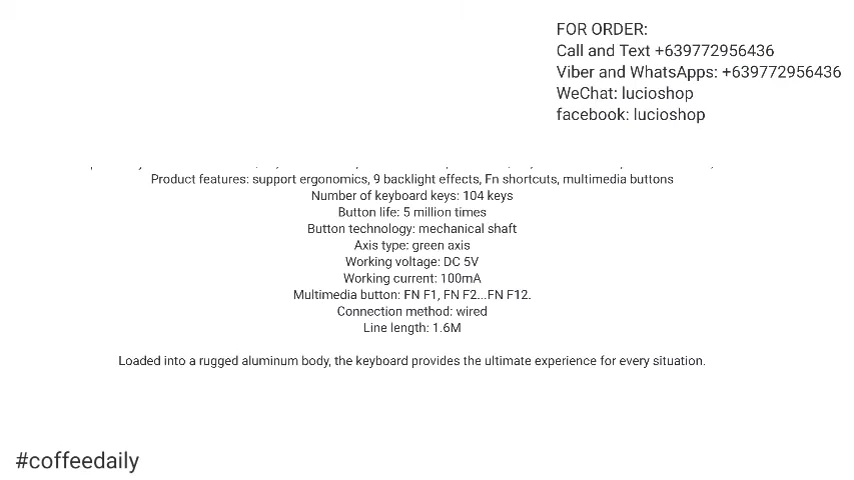 FOR ORDER:
Call and Text +639772956436
Viber and WhatsApps: +639772956436
WeChat: lucioshop
facebook: lucioshop
Product features: support ergonomics, 9 backlight effects, Fn shortcuts, multimedia buttons
Number of keyboard keys: 104 keys
Button life: 5 million times
Button technology: mechanical shaft
Axis type: green axis
Working voltage: DC 5V
Working current: 100mA
Multimedia button: FN F1, FN F2...FN F12.
Connection method: wired
Line length: 1.6M
Loaded into a rugged aluminum body, the keyboard provides the ultimate experience for every situation.
#coffeedaily